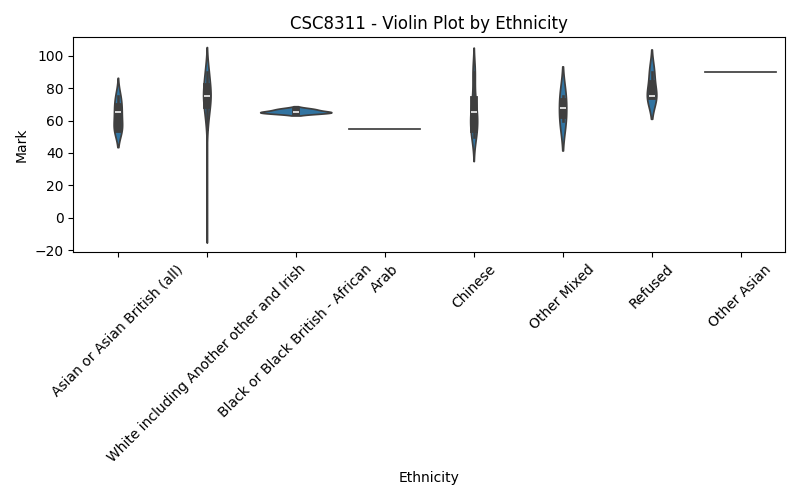 CSC8311 - Violin Plot by Ethnicity
Mark
100
80
60
40
20
0
−20
Asian or Asian British (all)
White including Another other and Irish
Black or Black British - African
Arab
Chinese
Other Mixed
Refused
Other Asian
Ethnicity